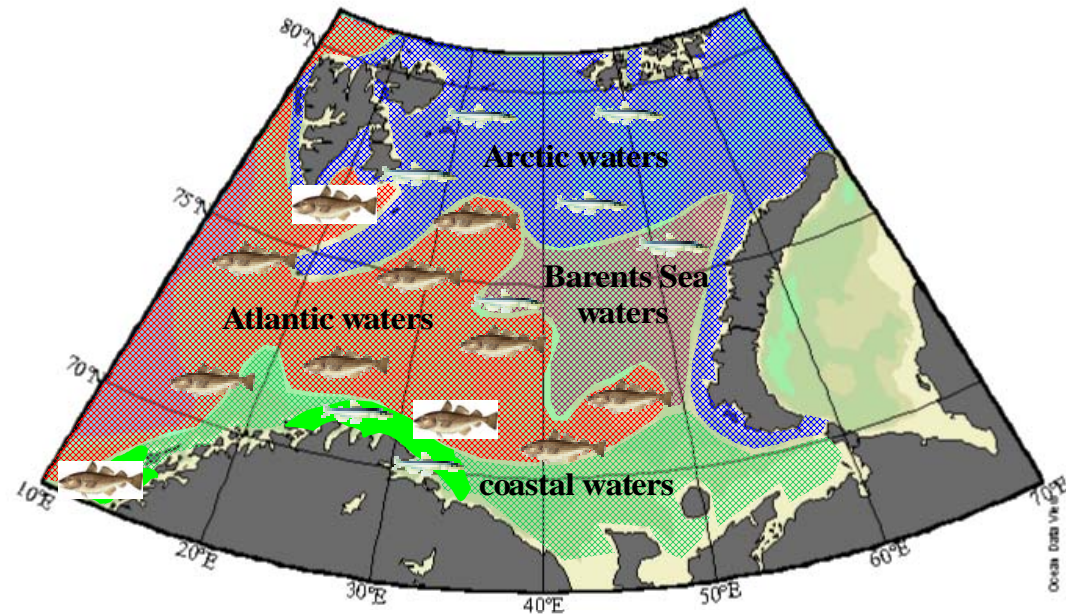 80°N
Arctic waters
75°N
Barents Sea
waters
Atlantic waters
70°N
coastal waters
10°E
20°E
30°E
40°E
50°E
60°E
70°E
Ocean Data View